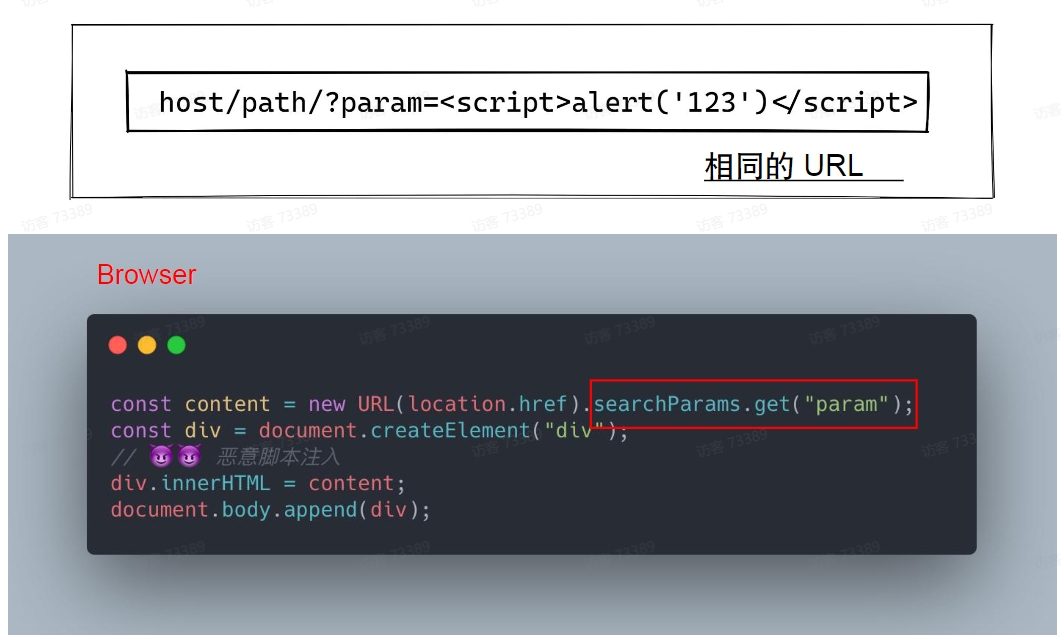 host/path/?param=<script>alert('123')</script>
相同的 URL
访客 73389
Browser
const content = new URL(location.href).searchParams.get("param");
const div = document.createElement("div");
// 😈😈 恶意脚本注入
div.innerHTML = content;
document.body.append(div);